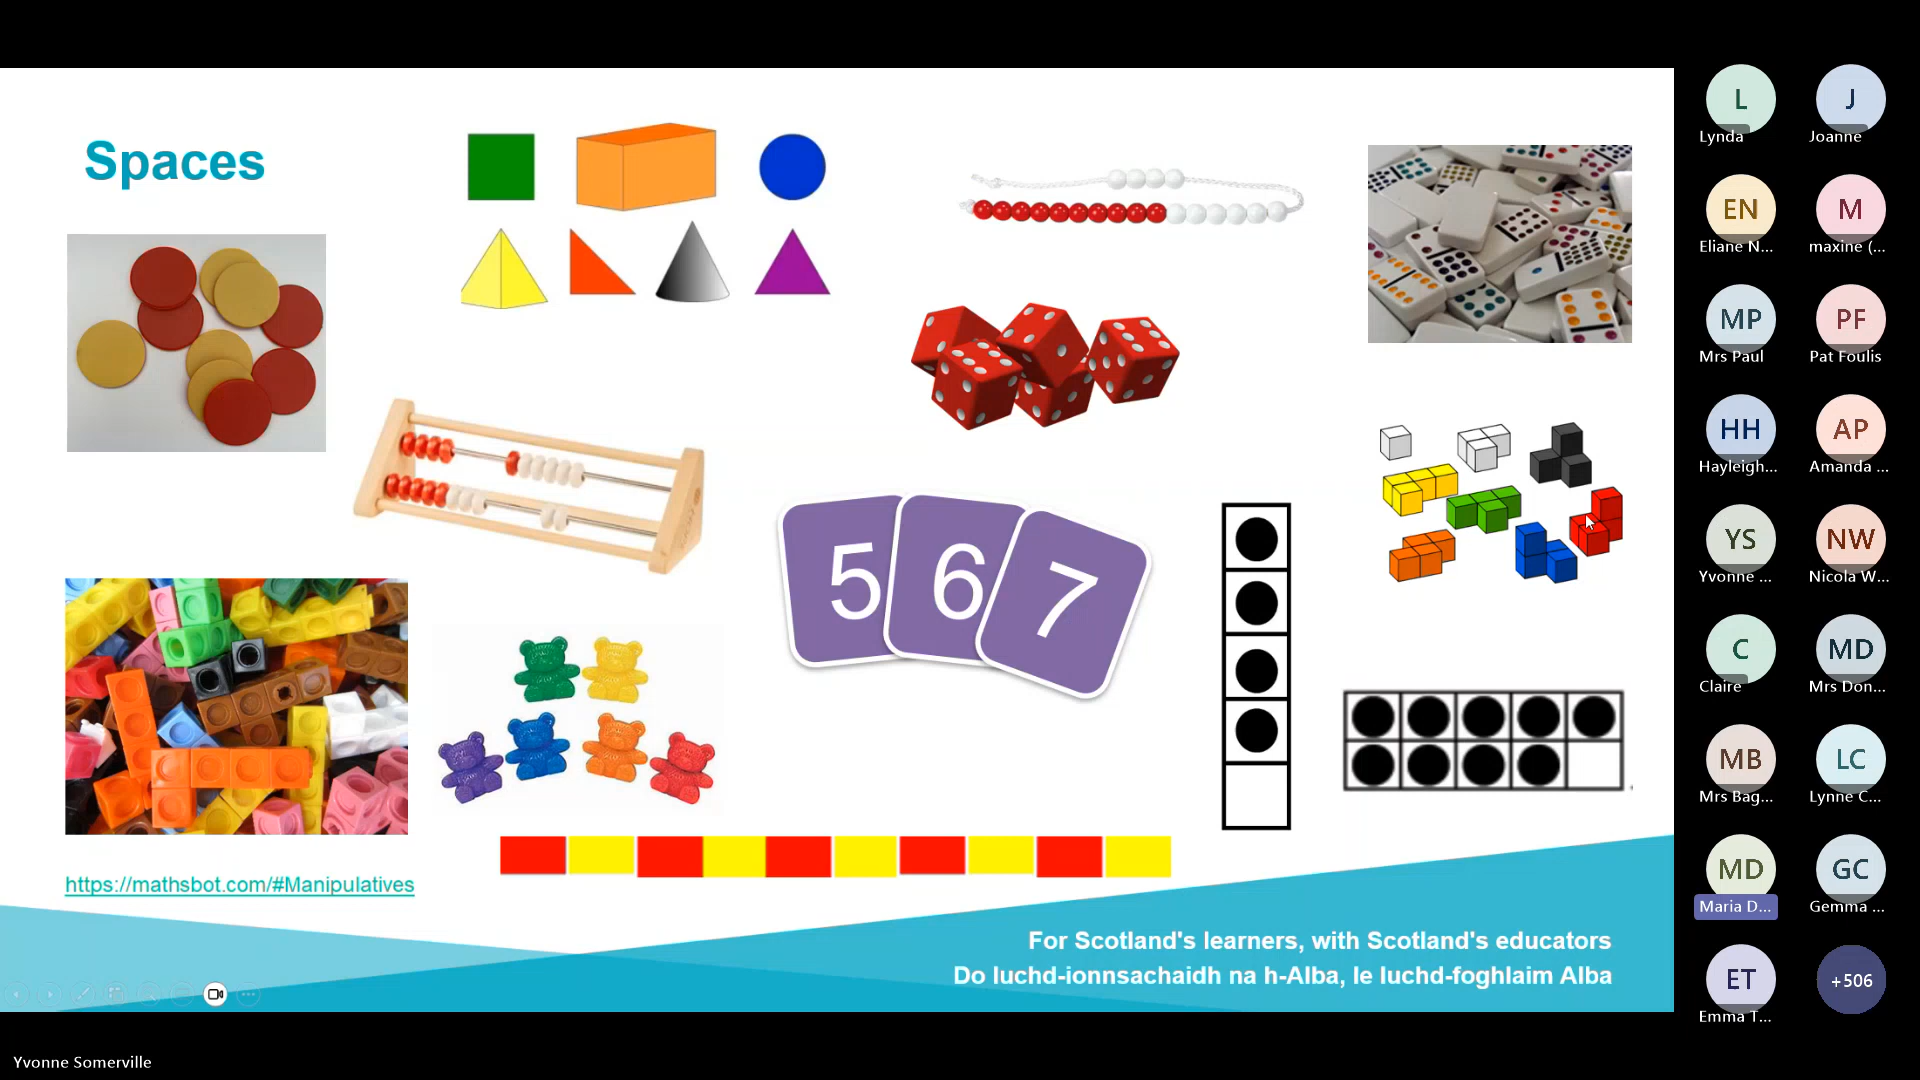 Spaces
5 6 7
https://mathsbot.com/#Manipulatives
For Scotland's learners, with Scotland's educators
Do luchd-ionnsachaidh na h-Alba, le luchd-foghlaim Alba
L J
Lynda Joanne
EN M
Eliane N... maxine (...
MP PF
Mrs Paul Pat Foulis
HH AP
Hayleigh... Amanda ...
YS NW
Yvonne ... Nicola W...
C MD
Claire Mrs Don...
MB LC
Mrs Bag... Lynne C...
MD GC
Maria D... Gemma ...
ET +506
Emma T...
Yvonne Somerville